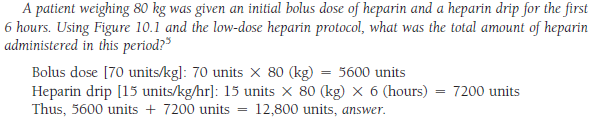 A patient weighing 80 kg was given an initial bolus dose of heparin and a heparin drip for the first
6 hours. Using Figure 10.1 and the low-dose heparin protocol, what was the total amount of heparin
administered in this period?⁵
Bolus dose [70 units/kg]: 70 units × 80 (kg) = 5600 units
Heparin drip [15 units/kg/hr]: 15 units × 80 (kg) × 6 (hours) = 7200 units
Thus, 5600 units + 7200 units = 12,800 units, answer.